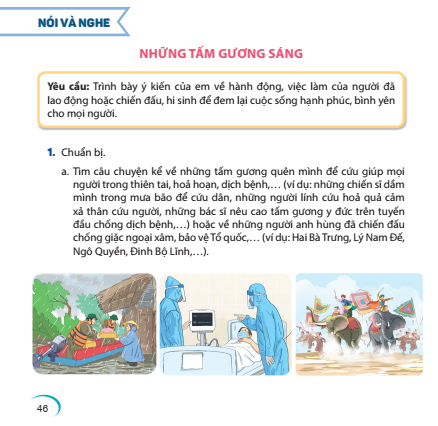 NÓI VÀ NGHE
NHỮNG TẤM GƯƠNG SÁNG
Yêu cầu: Trình bày ý kiến của em về hành động, việc làm của người đã
lao động hoặc chiến đấu, hi sinh để đem lại cuộc sống hạnh phúc, bình yên
cho mọi người.
1. Chuẩn bị.
a. Tìm câu chuyện kể về những tấm gương quên mình để cứu giúp mọi
người trong thiên tai, hoả hoạn, dịch bệnh,... (ví dụ: những chiến sĩ dầm
mình trong mưa bão để cứu dân, những người lính cứu hoả quả cảm
xả thân cứu người, những bác sĩ nêu cao tấm gương y đức trên tuyến
đầu chống dịch bệnh,...) hoặc về những người anh hùng đã chiến đấu
chống giặc ngoại xâm, bảo vệ Tổ quốc,... (ví dụ: Hai Bà Trưng, Lý Nam Đế,
Ngô Quyền, Đinh Bộ Lĩnh,...).
46